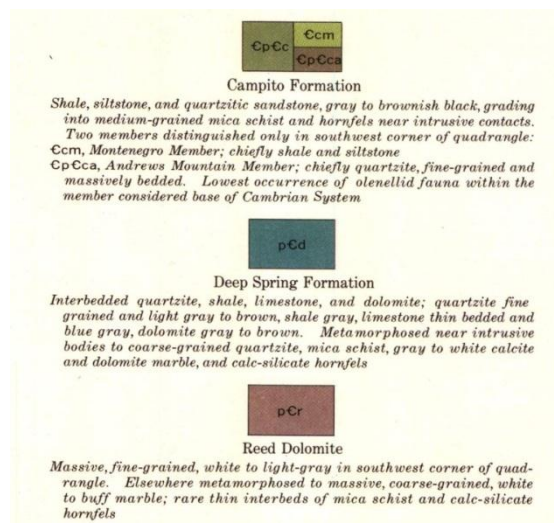 ЄpЄc
Єcm
ЄpЄca
Campito Formation
Shale, siltstone, and quartzitic sandstone, gray to brownish black, grading
into medium-grained mica schist and hornfels near intrusive contacts.
Two members distinguished only in southwest corner of quadrangle:
Єcm, Montenegro Member; chiefly shale and siltstone
ЄpЄca, Andrews Mountain Member; chiefly quartzite, fine-grained and
massively bedded. Lowest occurrence of olenellid fauna within the
member considered base of Cambrian System
pЄd
Deep Spring Formation
Interbedded quartzite, shale, limestone, and dolomite; quartzite fine
grained and light gray to brown, shale gray, limestone thin bedded and
blue gray, dolomite gray to brown. Metamorphosed near intrusive
bodies to coarse-grained quartzite, mica schist, gray to white calcite
and dolomite marble, and calc-silicate hornfels
pЄr
Reed Dolomite
Massive, fine-grained, white to light-gray in southwest corner of quad-
rangle. Elsewhere metamorphosed to massive, coarse-grained, white
to buff marble; rare thin interbeds of mica schist and calc-silicate
hornfels